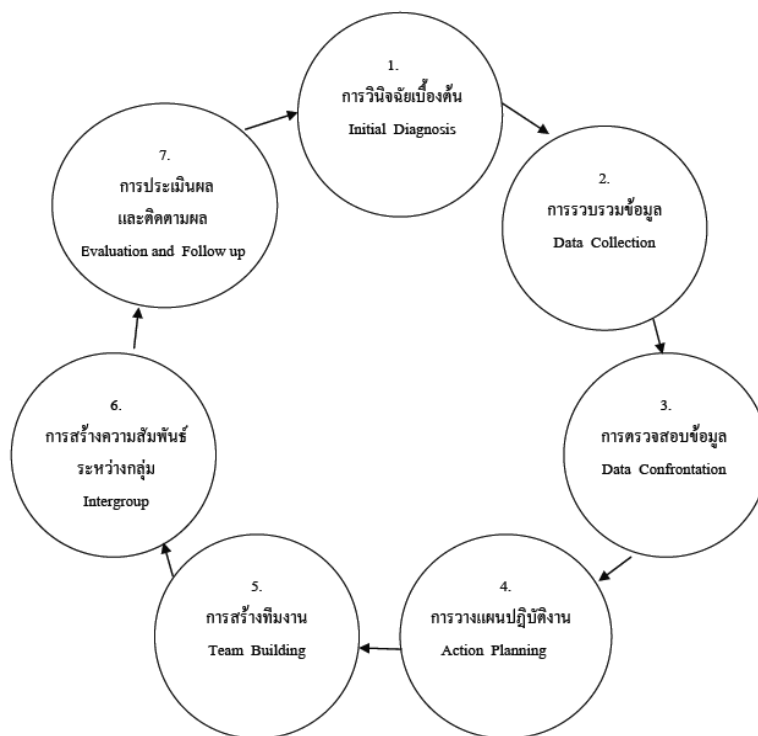 1.
การวินิจฉัยเบื้องต้น
Initial Diagnosis
2.
การรวบรวมข้อมูล
Data Collection
3.
การตรวจสอบข้อมูล
Data Confrontation
4.
การวางแผนปฎิบัติงาน
Action Planning
5.
การสร้างทีมงาน
Team Building
6.
การสร้างความสัมพันธ์
ระหว่างกลุ่ม
Intergroup
7.
การประเมินผล
และติดตามผล
Evaluation and Follow up